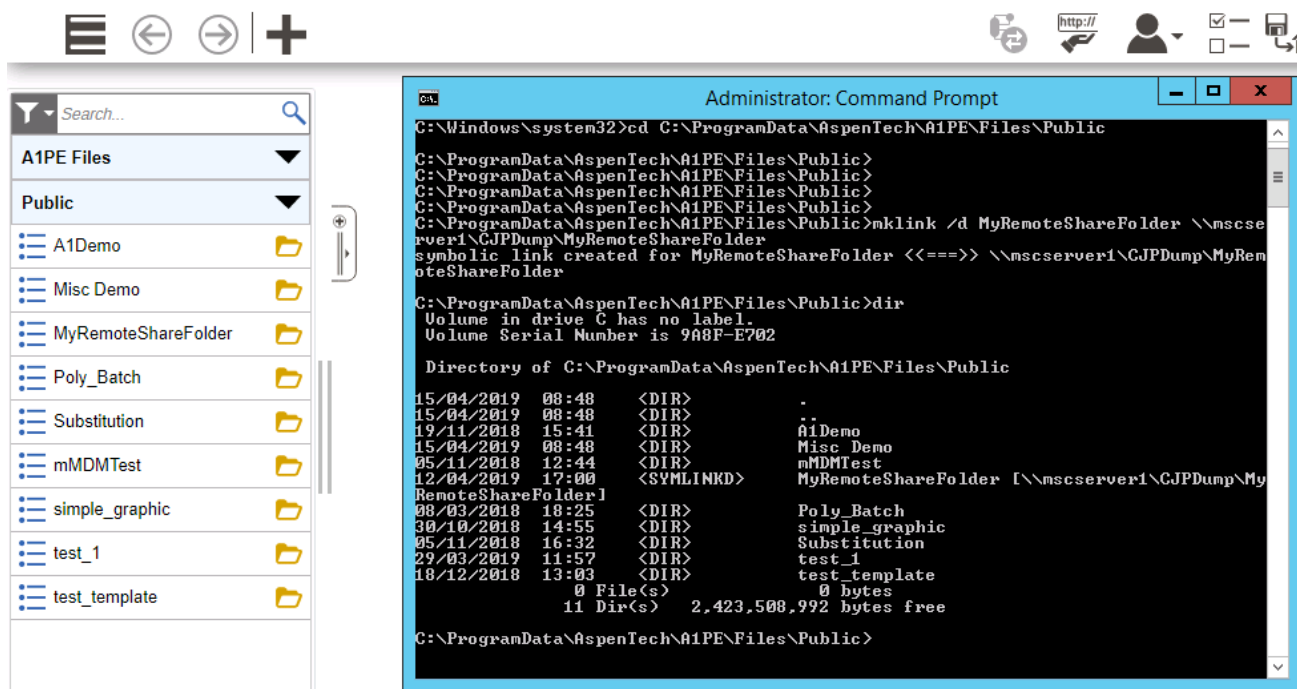 http://
Search...
A1PE Files
Public
A1Demo
Misc Demo
MyRemoteShareFolder
Poly_Batch
Substitution
mMDMTest
simple_graphic
test_1
test_template
C:\.
Administrator: Command Prompt
x
C:\Windows\system32>cd C:\ProgramData\AspenTech\A1PE\Files\Public
C:\ProgramData\AspenTech\A1PE\Files\Public>
C:\ProgramData\AspenTech\A1PE\Files\Public>
C:\ProgramData\AspenTech\A1PE\Files\Public>
C:\ProgramData\AspenTech\A1PE\Files\Public>
C:\ProgramData\AspenTech\A1PE\Files\Public>mklink /d MyRemoteShareFolder \\mscse
rver1\CJPDump\MyRemoteShareFolder
symbolic link created for MyRemoteShareFolder <<===>> \\mscserver1\CJPDump\MyRem
oteShareFolder
C:\ProgramData\AspenTech\A1PE\Files\Public>dir
Volume in drive C has no label.
Volume Serial Number is 9A8F-E702
Directory of C:\ProgramData\AspenTech\A1PE\Files\Public
15/04/2019 08:48 <DIR> .
15/04/2019 08:48 <DIR> ..
19/11/2018 15:41 <DIR> A1Demo
15/04/2019 08:48 <DIR> Misc Demo
05/11/2018 12:44 <DIR> mMDMTest
12/04/2019 17:00 <SYMLINKD> MyRemoteShareFolder [\\mscserver1\CJPDump\My
RemoteShareFolder]
08/03/2018 18:25 <DIR> Poly_Batch
30/10/2018 14:55 <DIR> simple_graphic
05/11/2018 16:32 <DIR> Substitution
29/03/2019 11:57 <DIR> test_1
18/12/2018 13:03 <DIR> test_template
0 File(s) 0 bytes
11 Dir(s) 2,423,508,992 bytes free
C:\ProgramData\AspenTech\A1PE\Files\Public>